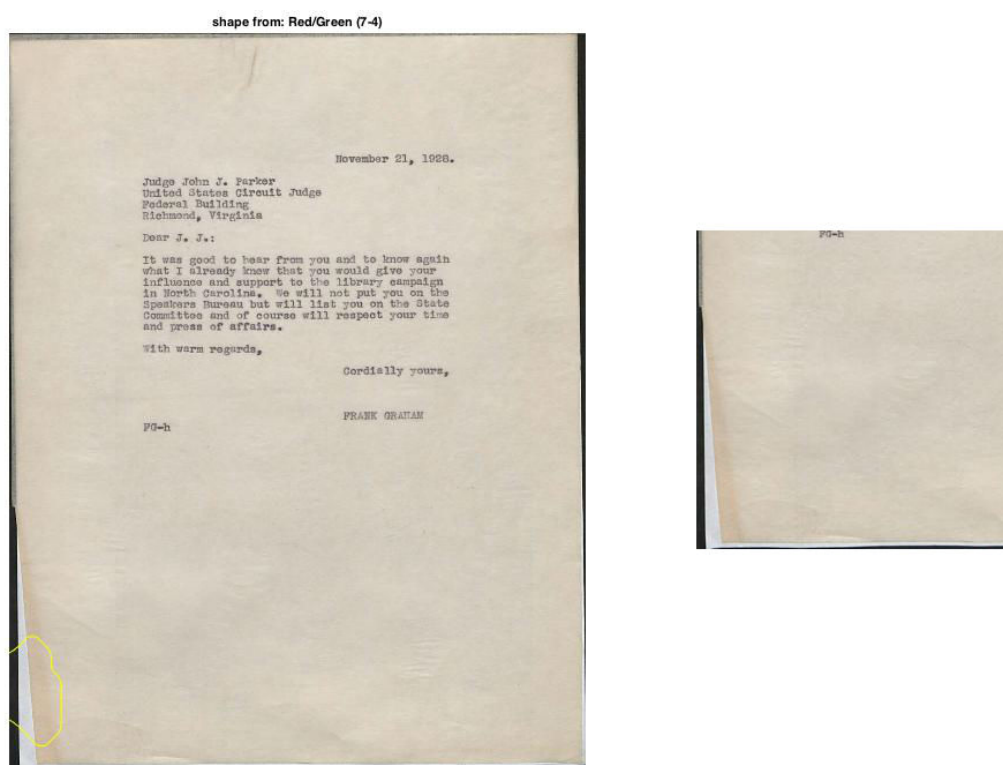 shape from: Red/Green (7-4)
November 21, 1928.
Judge John J. Parker
United States Circuit Judge
Federal Building
Richmond, Virginia
Dear J. J.:
It was good to hear from you and to know again
what I already knew that you would give your
influence and support to the library campaign
in North Carolina. We will not put you on the
Speakers Bureau but will list you on the State
Committee and of course will respect your time
and press of affairs.
With warm regards,
Cordially yours,
FRANK GRAHAM
FG-h
FG-h